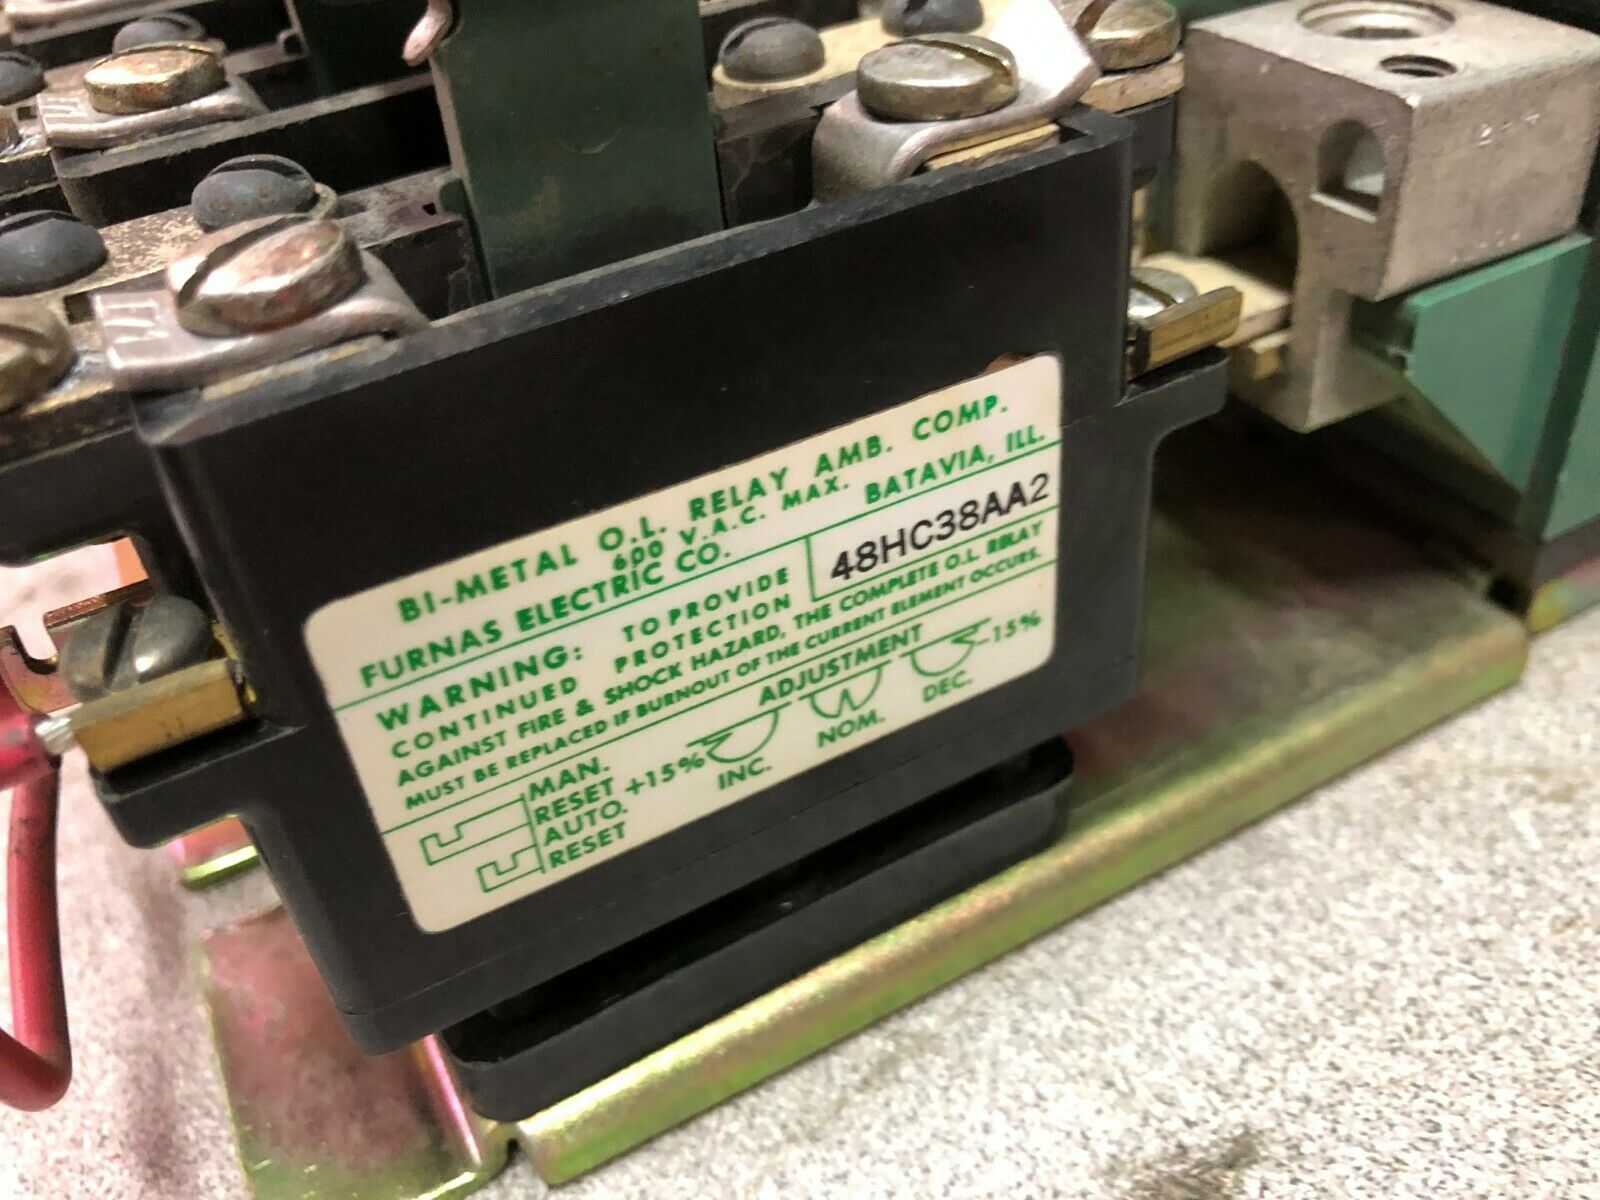 BI-METAL O.L. RELAY AMB. COMP.
600 V.A.C. MAX.
FURNAS ELECTRIC CO. BATAVIA, ILL.
WARNING: TO PROVIDE
48HC38AA2
CONTINUED PROTECTION
AGAINST FIRE & SHOCK HAZARD, THE COMPLETE O.L. RELAY
MUST BE REPLACED IF BURNOUT OF THE CURRENT ELEMENT OCCURS.
ADJUSTMENT
MAN.
RESET
AUTO.
RESET
+15%
-15%
INC.
NOM.
DEC.